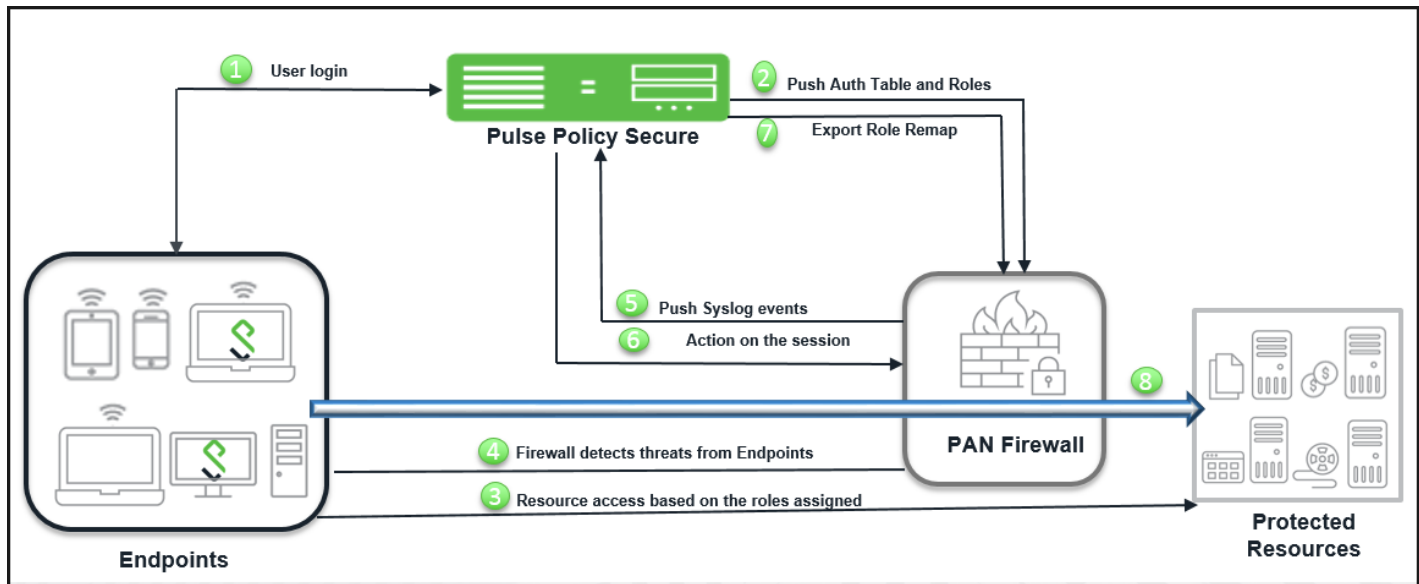 1 User login
Pulse Policy Secure
2 Push Auth Table and Roles
7 Export Role Remap
5 Push Syslog events
6 Action on the session
8
PAN Firewall
4 Firewall detects threats from Endpoints
3 Resource access based on the roles assigned
Endpoints
Protected
Resources